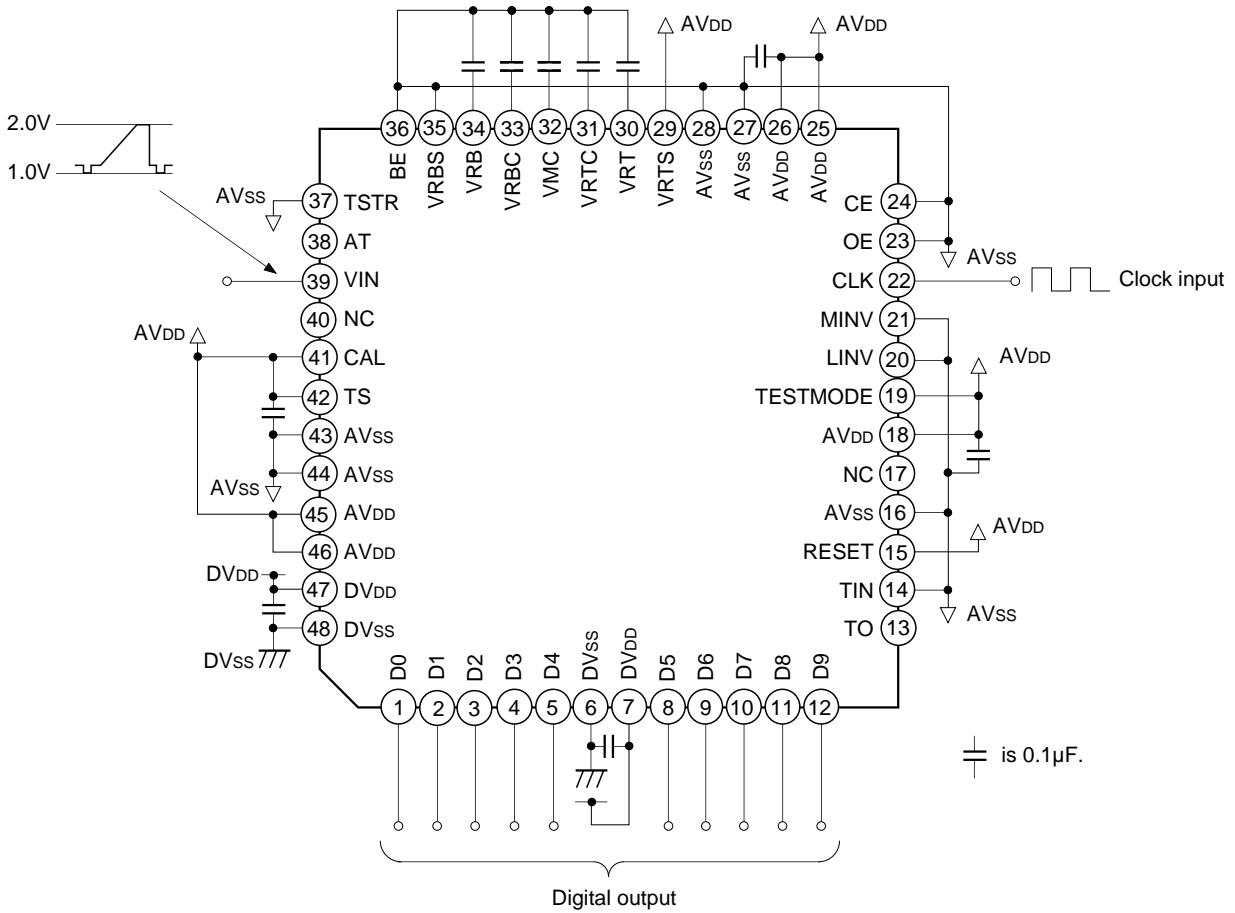 AVDD
AVDD
2.0V
1.0V
36 35 34 33 32 31 30 29 28 27 26 25
BE VRBS VRB VRBC VMC VRTC VRT VRTS AVSS AVSS AVDD AVDD
AVSS 37 TSTR
38 AT
39 VIN
40 NC
AVDD
41 CAL
42 TS
43 AVSS
44 AVSS
AVSS
45 AVDD
46 AVDD
DVDD
47 DVDD
48 DVSS
DVSS
CE 24
OE 23
AVSS
CLK 22 Clock input
MINV 21
LINV 20
AVDD
TESTMODE 19
AVDD 18
NC 17
AVSS 16
AVDD
RESET 15
TIN 14
AVSS
TO 13
D0 D1 D2 D3 D4 DVSS DVDD D5 D6 D7 D8 D9
1 2 3 4 5 6 7 8 9 10 11 12
is 0.1µF.
Digital output